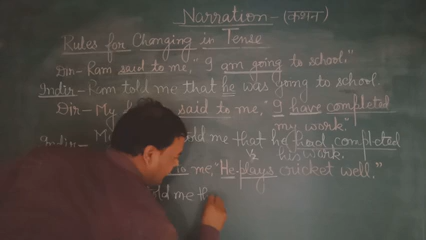 Narration – (कथन)
Rules for Changing in Tense
Dir – Ram said to me, "I am going to school."
Indir – Ram told me that he was going to school.
Dir – My said to me, "I have completed
my work."
Indir – told me that he had completed
his work.
V₂
me, "He plays cricket well."
told me th